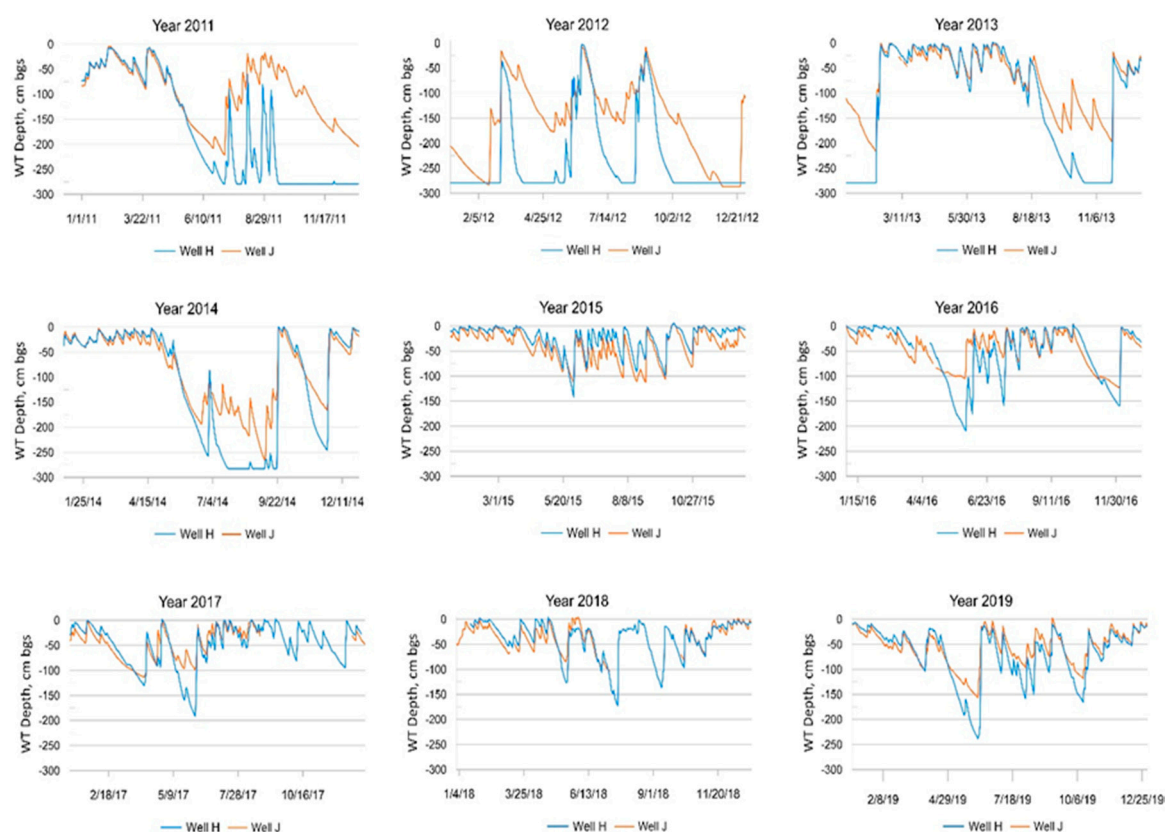 Year 2011
Year 2012
Year 2013
WT Depth, cm bgs
0
-50
-100
-150
-200
-250
-300
1/1/11 3/22/11 6/10/11 8/29/11 11/17/11
Well H Well J
WT Depth, cm bgs
0
-50
-100
-150
-200
-250
-300
2/5/12 4/25/12 7/14/12 10/2/12 12/21/12
Well H Well J
WT Depth, cm bgs
0
-50
-100
-150
-200
-250
-300
3/11/13 5/30/13 8/18/13 11/6/13
Well H Well J
Year 2014
Year 2015
Year 2016
WT Depth, cm bgs
0
-50
-100
-150
-200
-250
-300
1/25/14 4/15/14 7/4/14 9/22/14 12/11/14
Well H Well J
WT Depth, cm bgs
0
-50
-100
-150
-200
-250
-300
3/1/15 5/20/15 8/8/15 10/27/15
Well H Well J
WT Depth, cm bgs
0
-50
-100
-150
-200
-250
-300
1/15/16 4/4/16 6/23/16 9/11/16 11/30/16
Well H Well J
Year 2017
Year 2018
Year 2019
WT Depth, cm bgs
0
-50
-100
-150
-200
-250
-300
2/18/17 5/9/17 7/28/17 10/16/17
Well H Well J
WT Depth, cm bgs
0
-50
-100
-150
-200
-250
-300
1/4/18 3/25/18 6/13/18 9/1/18 11/20/18
Well H Well J
WT Depth, cm bgs
0
-50
-100
-150
-200
-250
-300
2/8/19 4/29/19 7/18/19 10/6/19 12/25/19
Well H Well J